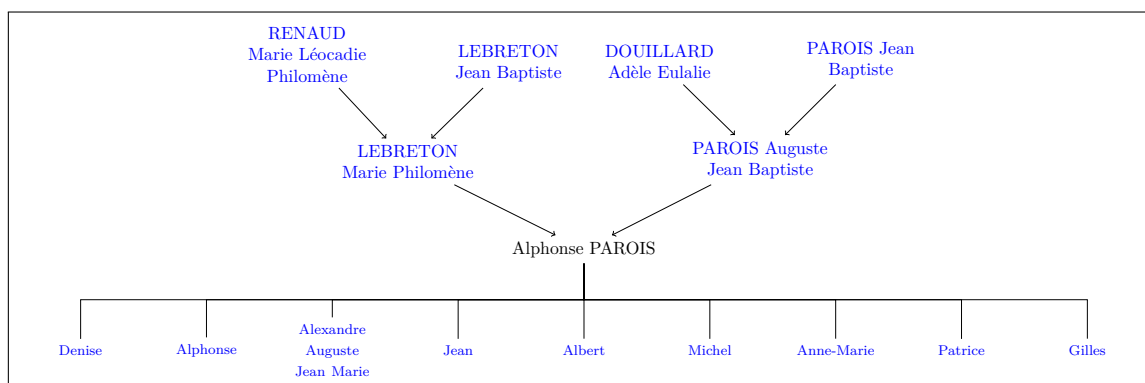 RENAUD
Marie Léocadie
Philomène
LEBRETON
Jean Baptiste
DOUILLARD
Adèle Eulalie
PAROIS Jean
Baptiste
LEBRETON
Marie Philomène
PAROIS Auguste
Jean Baptiste
Alphonse PAROIS
Denise
Alphonse
Alexandre
Auguste
Jean Marie
Jean
Albert
Michel
Anne-Marie
Patrice
Gilles